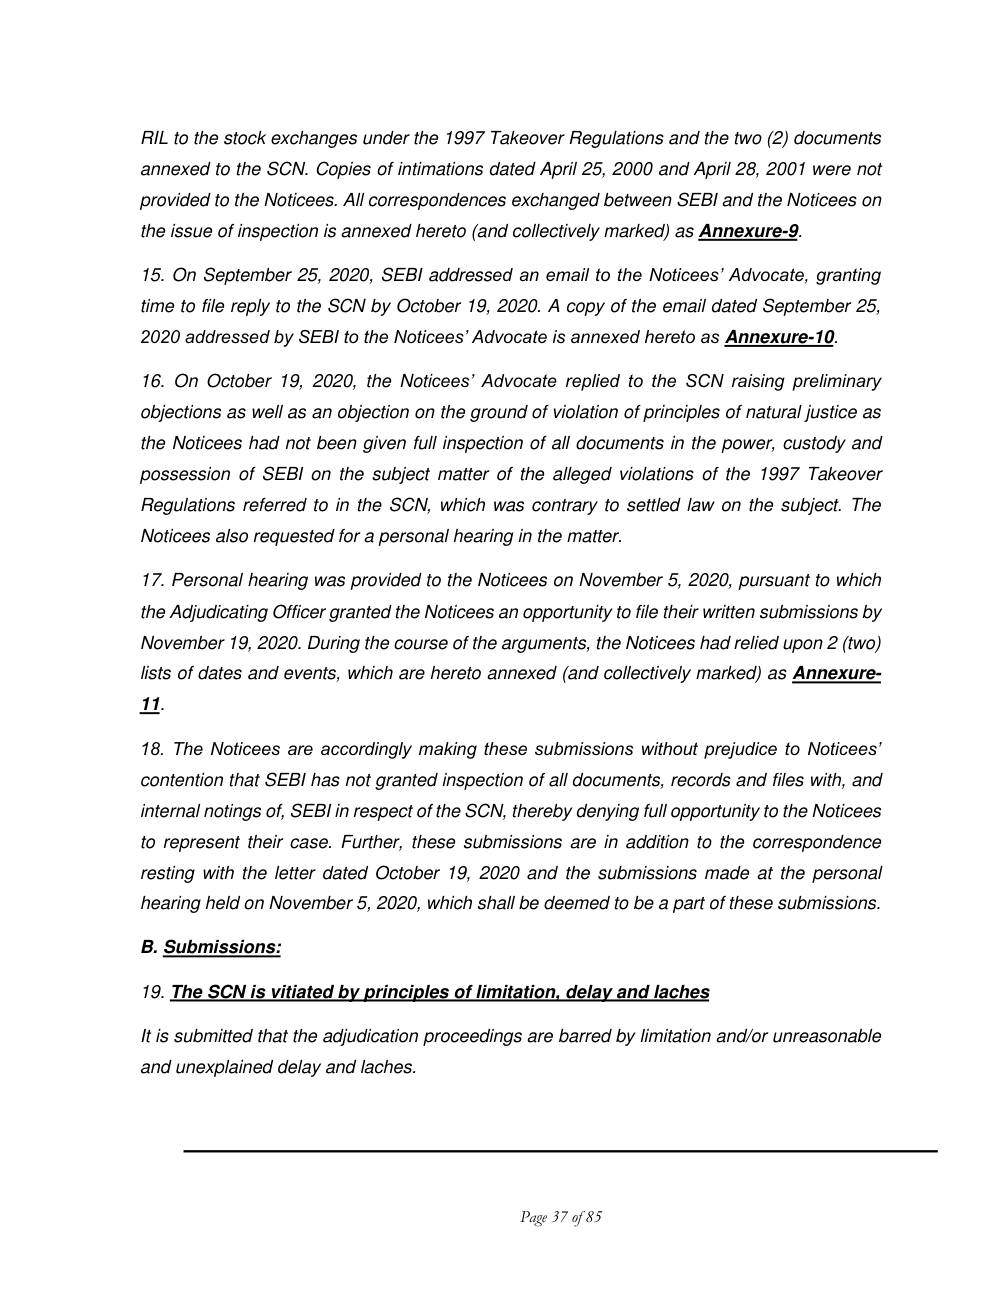 RIL to the stock exchanges under the 1997 Takeover Regulations and the two (2) documents
annexed to the SCN. Copies of intimations dated April 25, 2000 and April 28, 2001 were not
provided to the Noticees. All correspondences exchanged between SEBI and the Noticees on
the issue of inspection is annexed hereto (and collectively marked) as Annexure-9.
15. On September 25, 2020, SEBI addressed an email to the Noticees’ Advocate, granting
time to file reply to the SCN by October 19, 2020. A copy of the email dated September 25,
2020 addressed by SEBI to the Noticees’ Advocate is annexed hereto as Annexure-10.
16. On October 19, 2020, the Noticees’ Advocate replied to the SCN raising preliminary
objections as well as an objection on the ground of violation of principles of natural justice as
the Noticees had not been given full inspection of all documents in the power, custody and
possession of SEBI on the subject matter of the alleged violations of the 1997 Takeover
Regulations referred to in the SCN, which was contrary to settled law on the subject. The
Noticees also requested for a personal hearing in the matter.
17. Personal hearing was provided to the Noticees on November 5, 2020, pursuant to which
the Adjudicating Officer granted the Noticees an opportunity to file their written submissions by
November 19, 2020. During the course of the arguments, the Noticees had relied upon 2 (two)
lists of dates and events, which are hereto annexed (and collectively marked) as Annexure-
11.
18. The Noticees are accordingly making these submissions without prejudice to Noticees’
contention that SEBI has not granted inspection of all documents, records and files with, and
internal notings of, SEBI in respect of the SCN, thereby denying full opportunity to the Noticees
to represent their case. Further, these submissions are in addition to the correspondence
resting with the letter dated October 19, 2020 and the submissions made at the personal
hearing held on November 5, 2020, which shall be deemed to be a part of these submissions.
B. Submissions:
19. The SCN is vitiated by principles of limitation, delay and laches
It is submitted that the adjudication proceedings are barred by limitation and/or unreasonable
and unexplained delay and laches.
Page 37 of 85